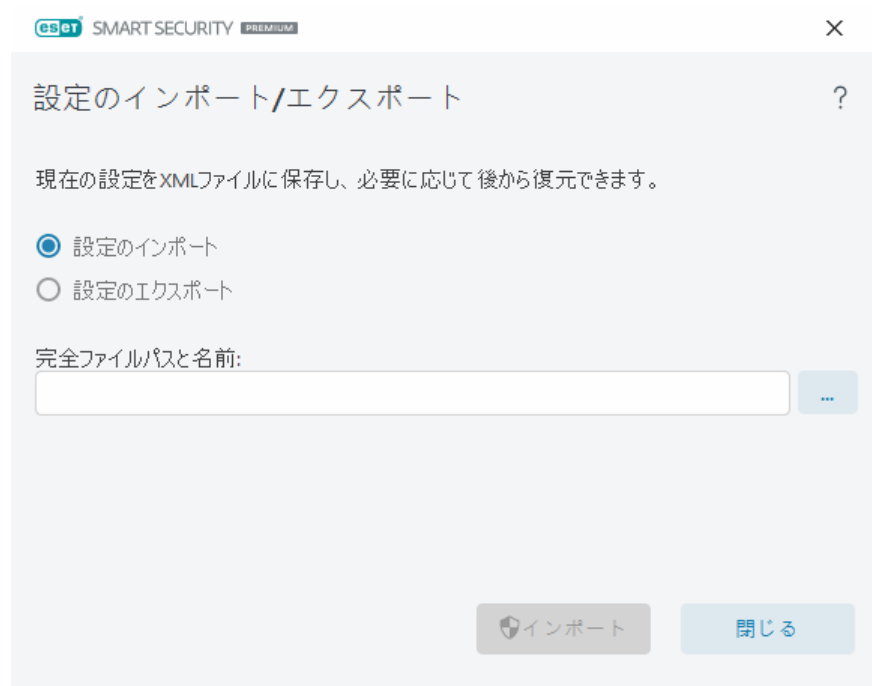 eset SMART SECURITY PREMIUM
設定のインポート/エクスポート
?
現在の設定をXMLファイルに保存し、必要に応じて後から復元できます。
設定のインポート
設定のエクスポート
完全ファイルパスと名前:
...
インポート
閉じる